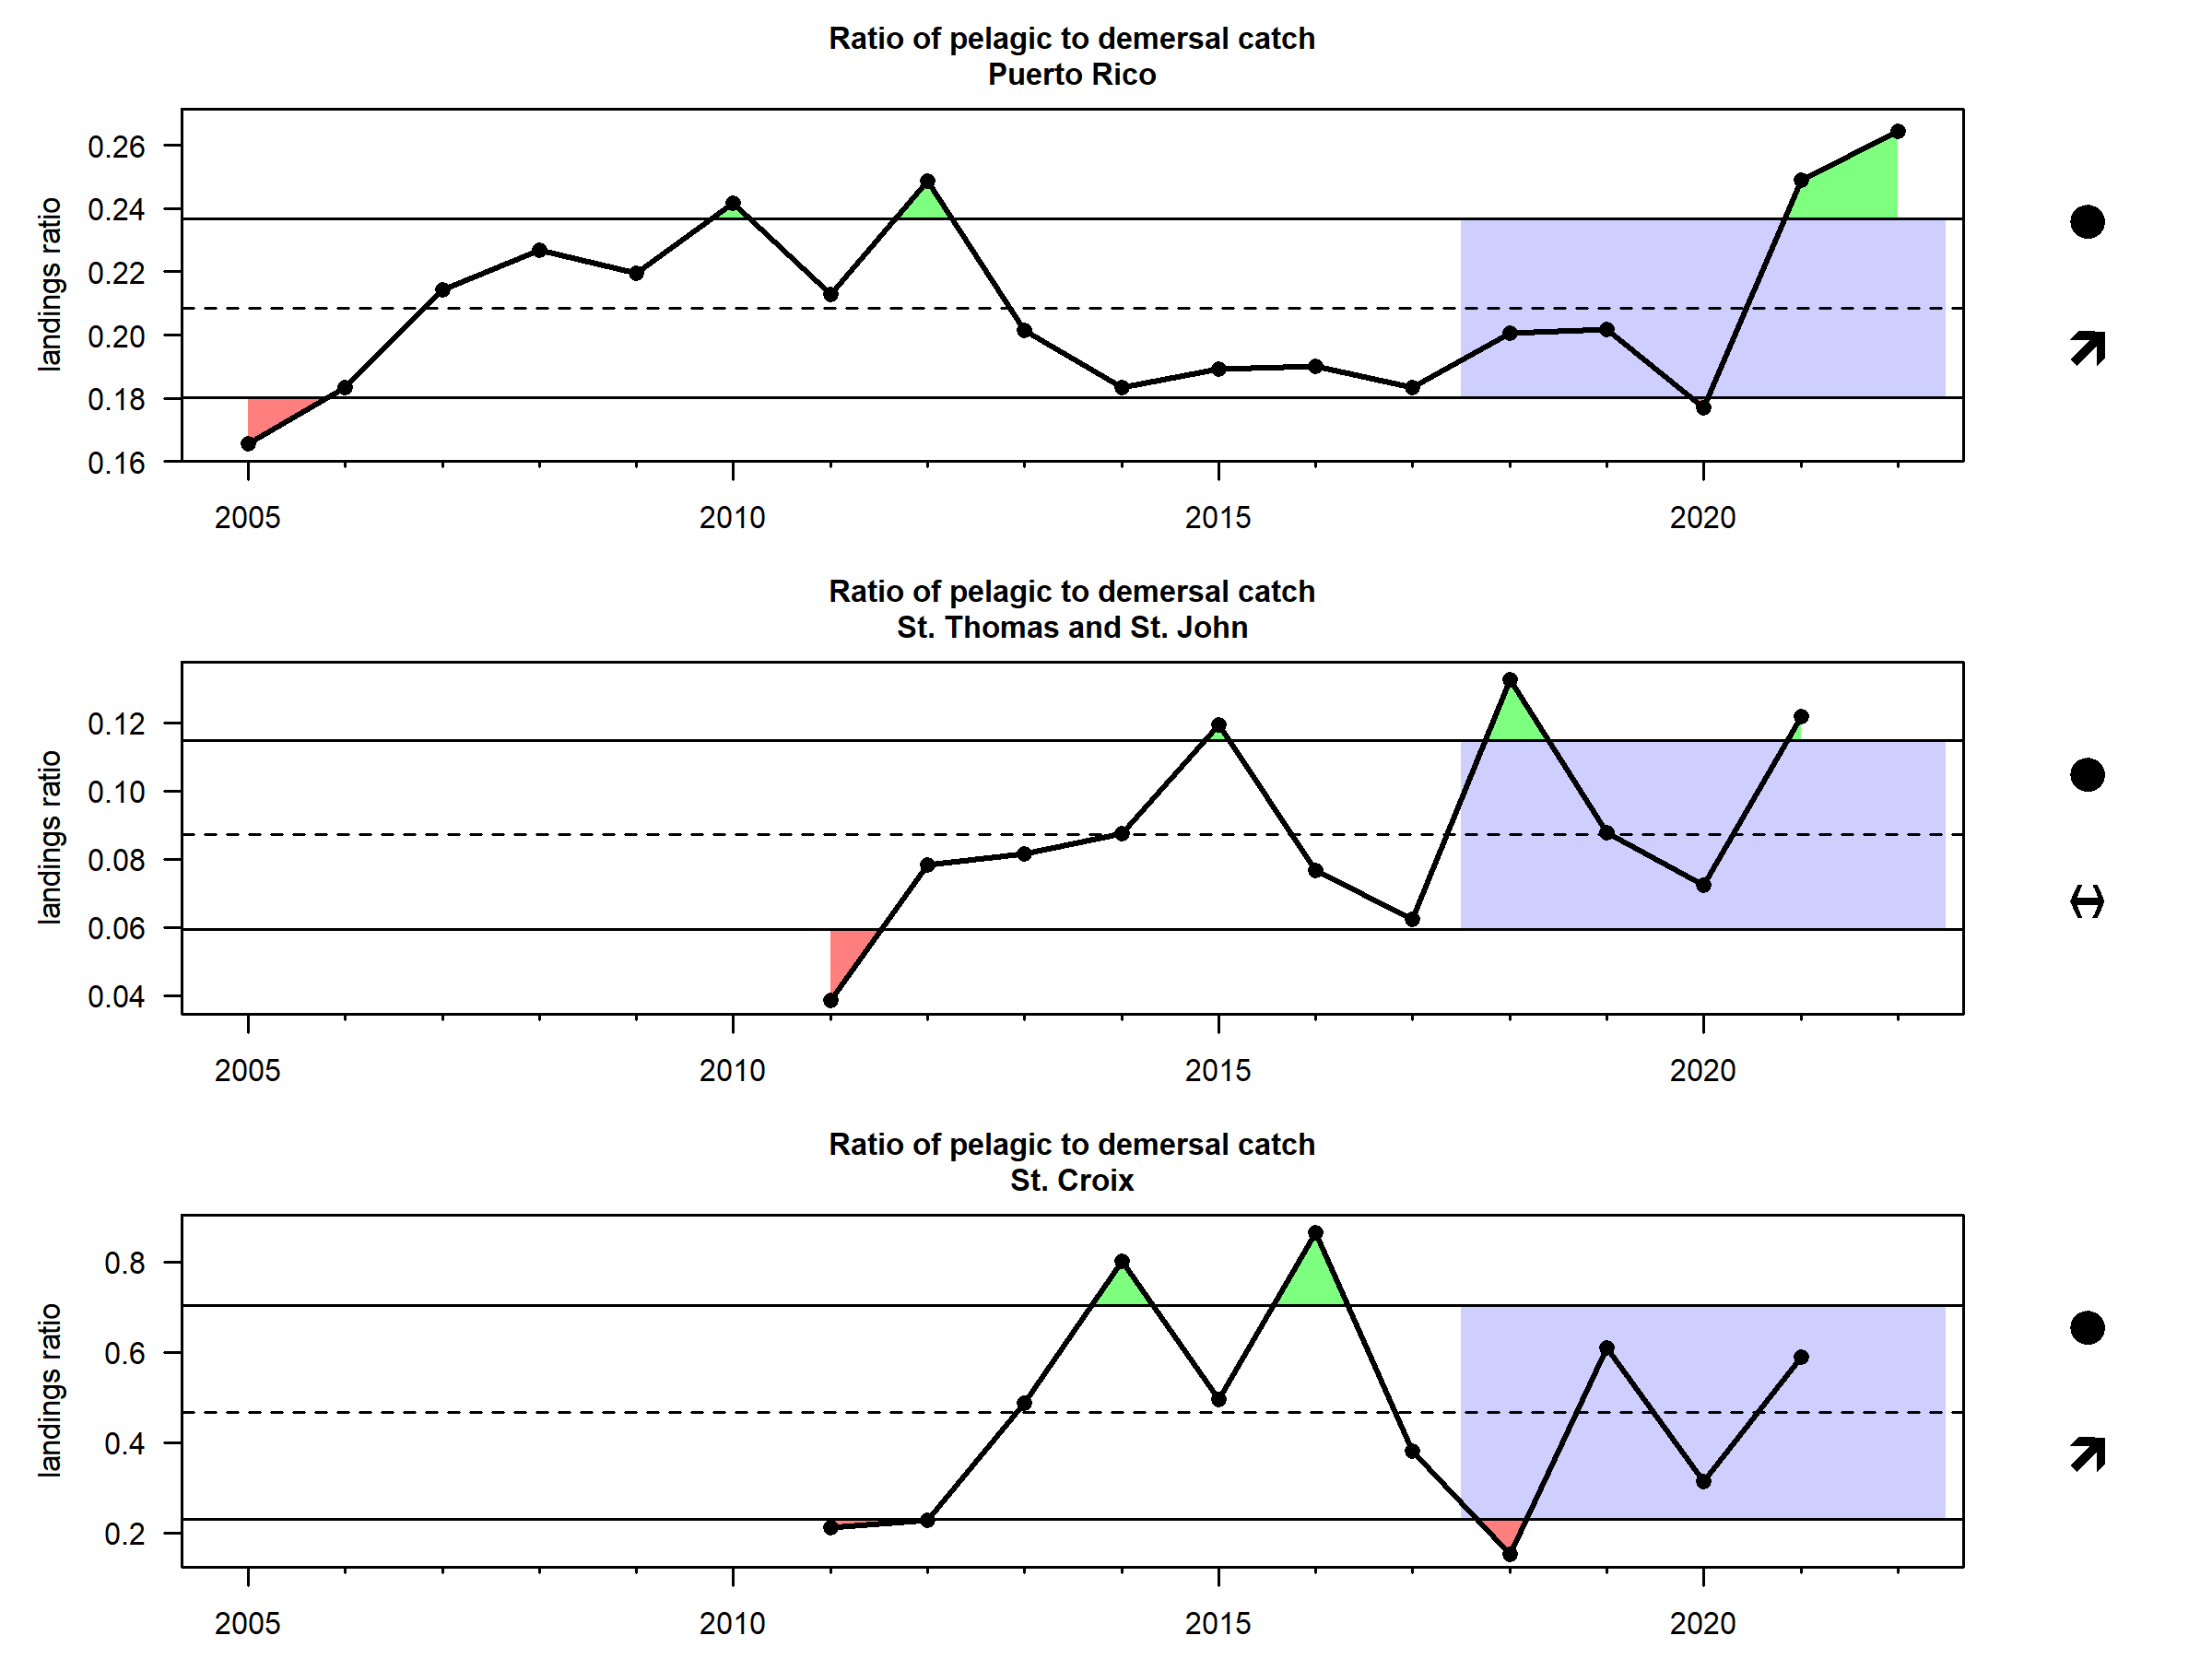 Ratio of pelagic to demersal catch
Puerto Rico
landings ratio
0.26
0.24
0.22
0.20
0.18
0.16
2005 2010 2015 2020
Ratio of pelagic to demersal catch
St. Thomas and St. John
landings ratio
0.12
0.10
0.08
0.06
0.04
2005 2010 2015 2020
Ratio of pelagic to demersal catch
St. Croix
landings ratio
0.8
0.6
0.4
0.2
2005 2010 2015 2020